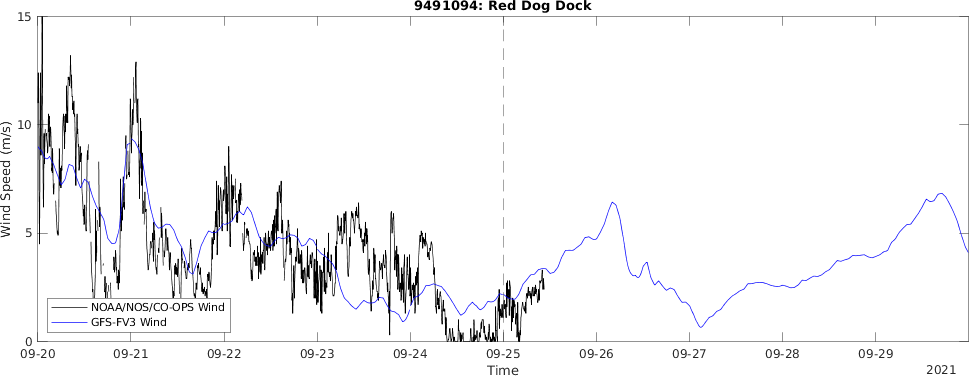 9491094: Red Dog Dock
Wind Speed (m/s)
15
10
5
0
NOAA/NOS/CO-OPS Wind
GFS-FV3 Wind
09-20 09-21 09-22 09-23 09-24 09-25 09-26 09-27 09-28 09-29
Time
2021